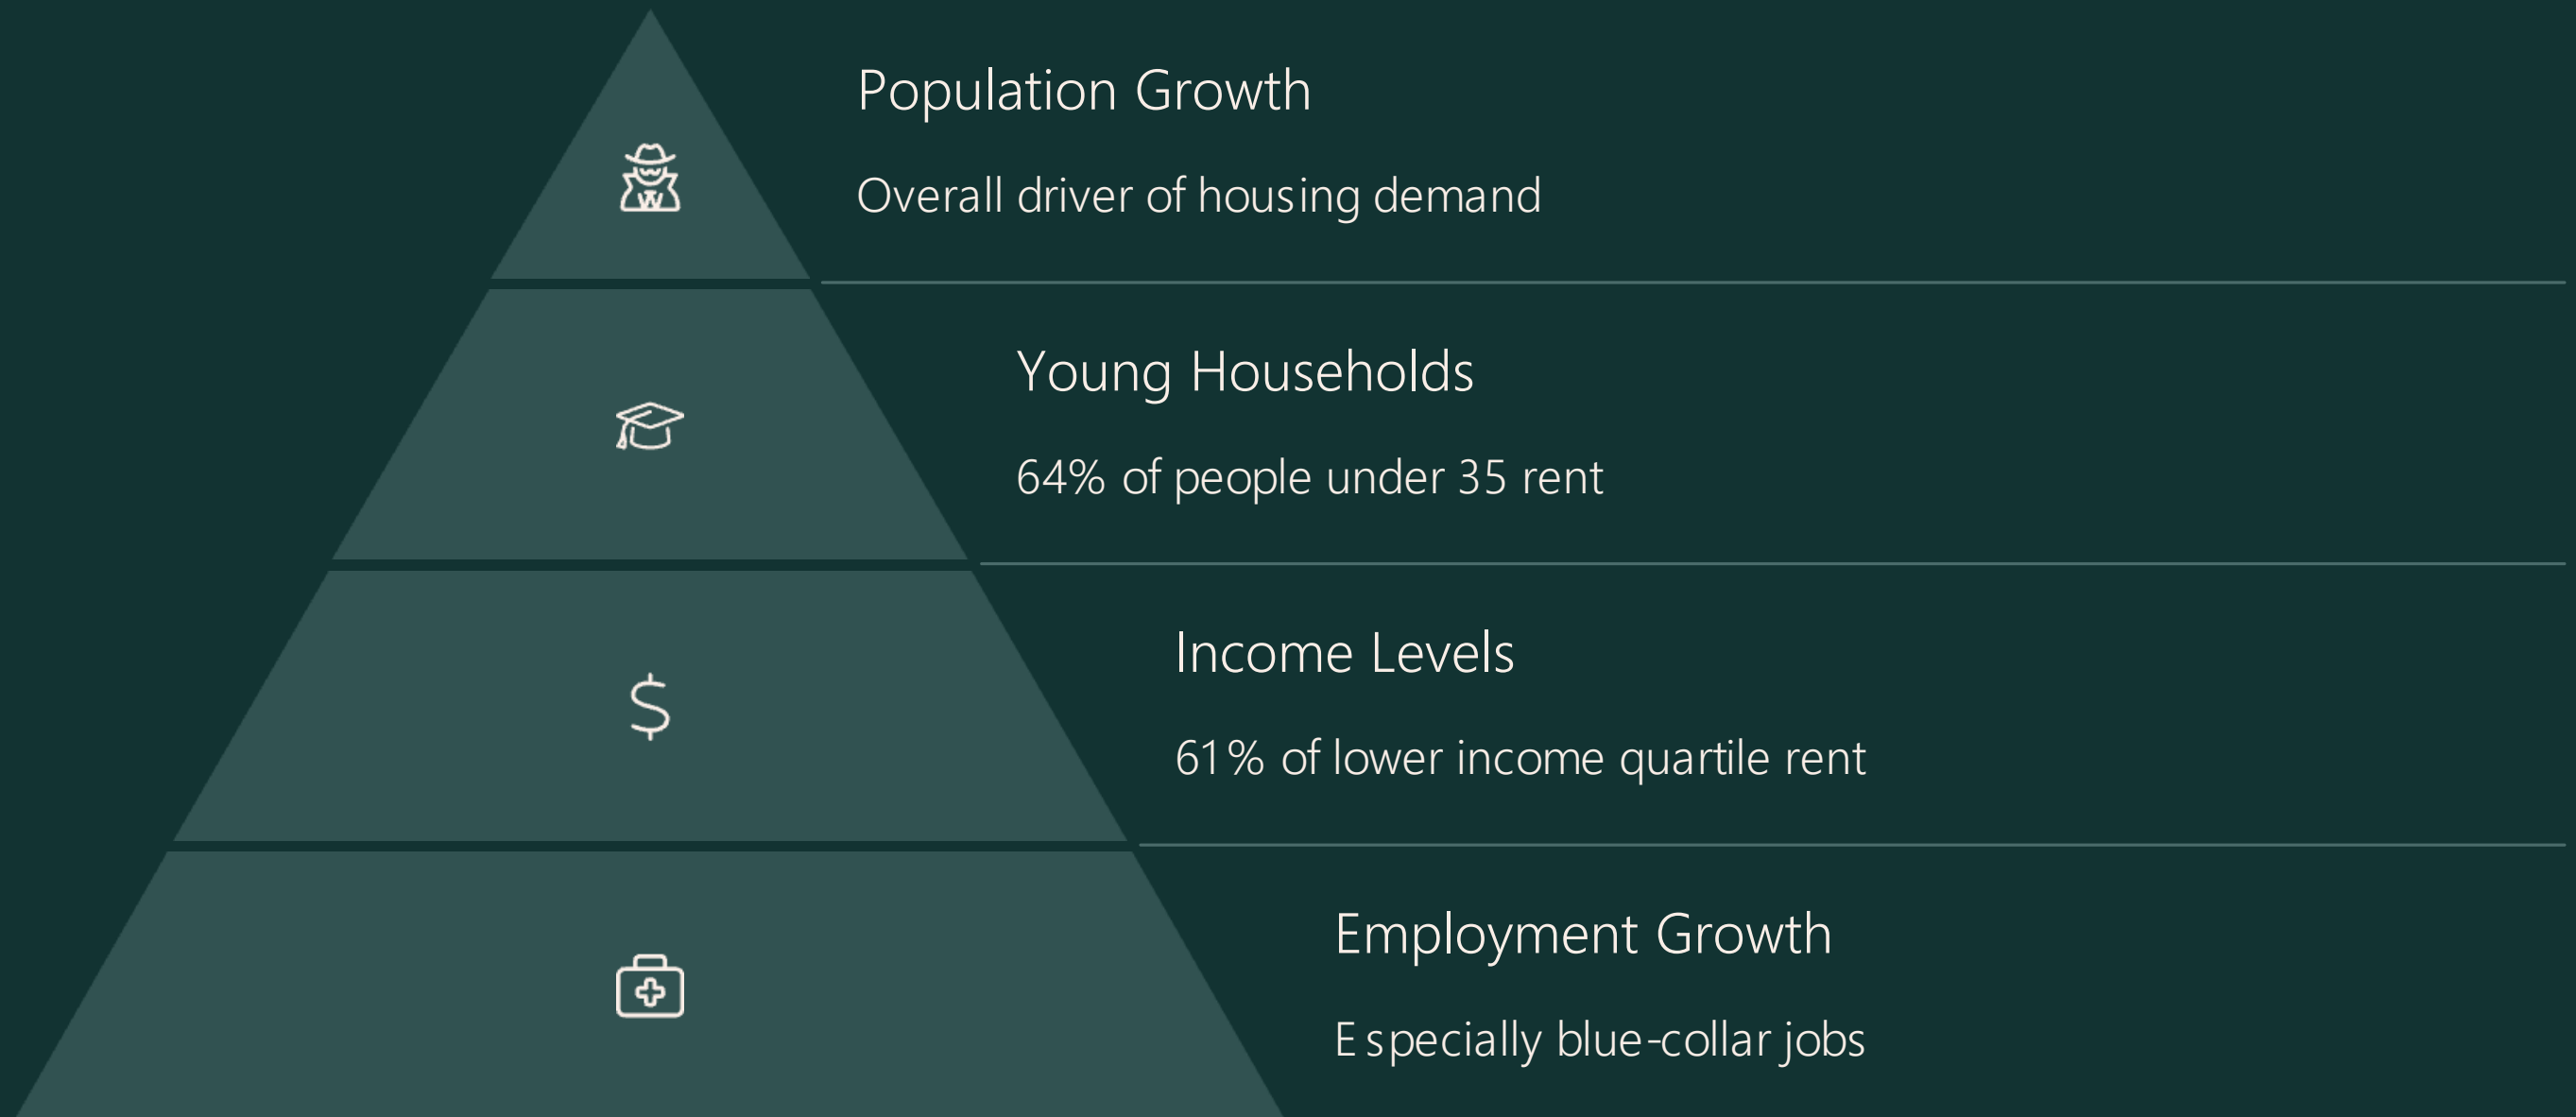 Population Growth
Overall driver of housing demand
Young Households
64% of people under 35 rent
$
Income Levels
61% of lower income quartile rent
Employment Growth
Especially blue-collar jobs